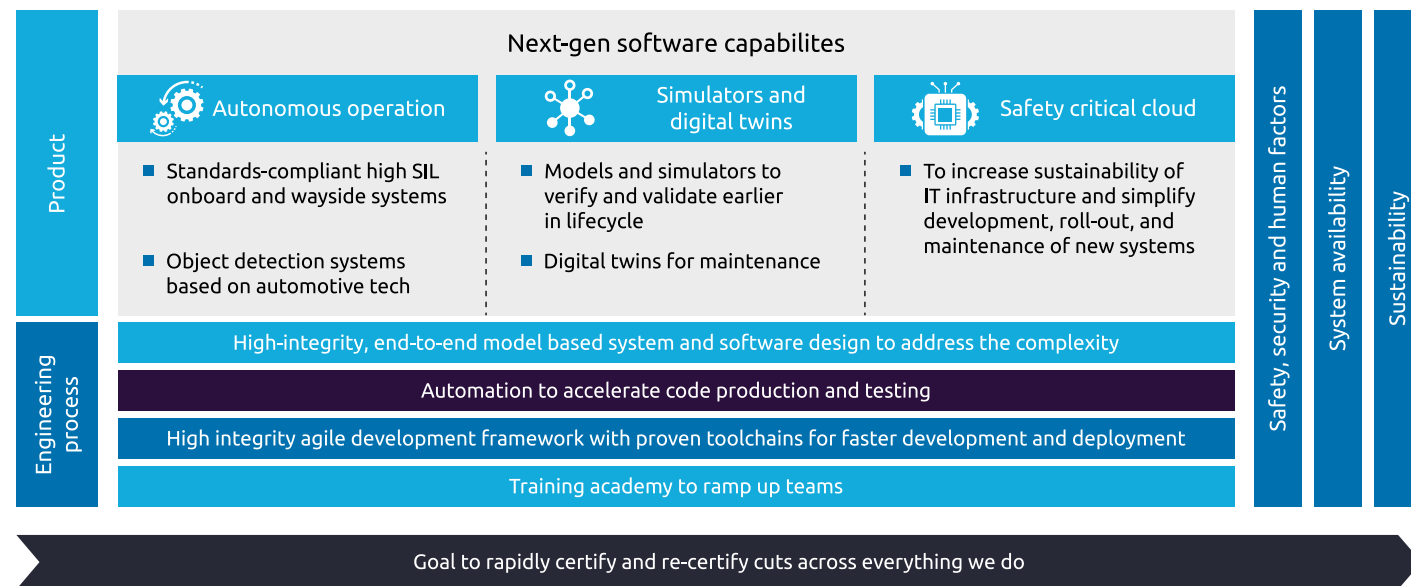 Next-gen software capabilites
Product
Autonomous operation
Standards-compliant high SIL
onboard and wayside systems
Object detection systems
based on automotive tech
Simulators and
digital twins
Models and simulators to
verify and validate earlier
in lifecycle
Digital twins for maintenance
Safety critical cloud
To increase sustainability of
IT infrastructure and simplify
development, roll-out, and
maintenance of new systems
Engineering
process
High-integrity, end-to-end model based system and software design to address the complexity
Automation to accelerate code production and testing
High integrity agile development framework with proven toolchains for faster development and deployment
Training academy to ramp up teams
Safety, security and human factors
System availability
Sustainability
Goal to rapidly certify and re-certify cuts across everything we do